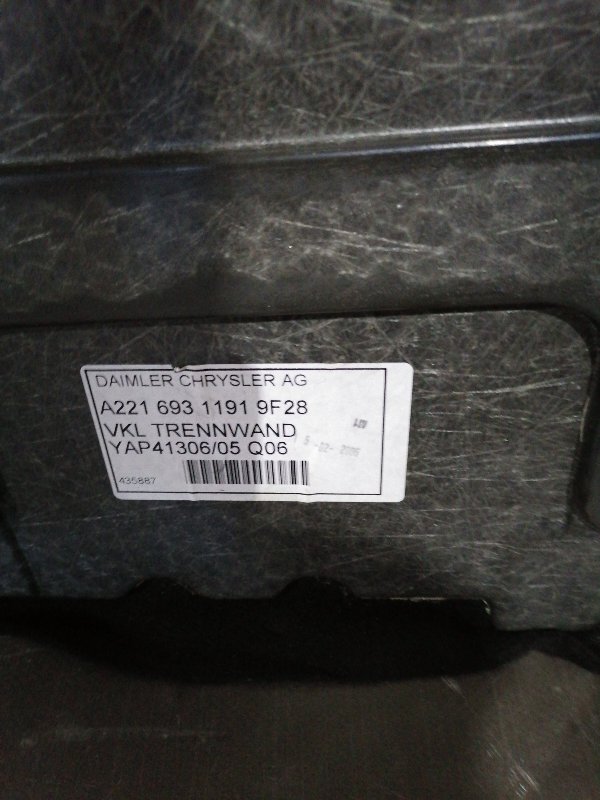 DAIMLER CHRYSLER AG
A221 693 1191 9F28
VKL TRENNWAND
YAP41306/05 Q06
435887